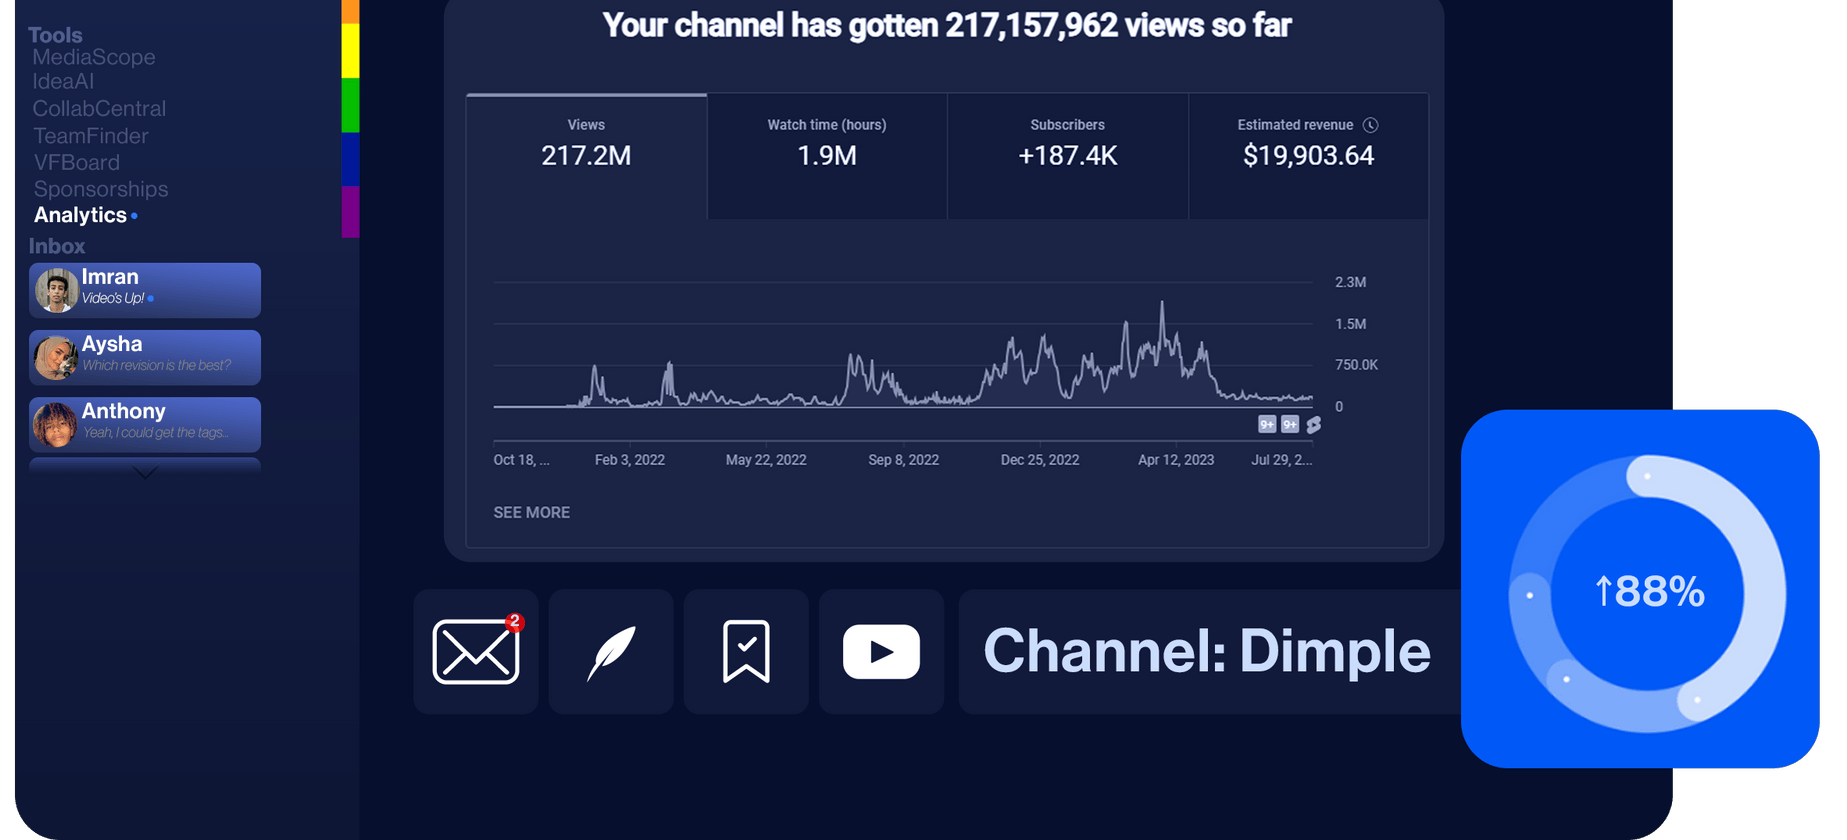 Tools
MediaScope
IdeaAI
CollabCentral
TeamFinder
VFBoard
Sponsorships
Analytics
Inbox
Imran
Video's Up!
Aysha
Which revision is the best?
Anthony
Yeah, I could get the tags...
Your channel has gotten 217,157,962 views so far
Views
217.2M
Watch time (hours)
1.9M
Subscribers
+187.4K
Estimated revenue
$19,903.64
2.3M
1.5M
750.0K
0
9+ 9+
Oct 18, ... Feb 3, 2022 May 22, 2022 Sep 8, 2022 Dec 25, 2022 Apr 12, 2023 Jul 29, 2...
SEE MORE
2
Channel: Dimple
↑88%